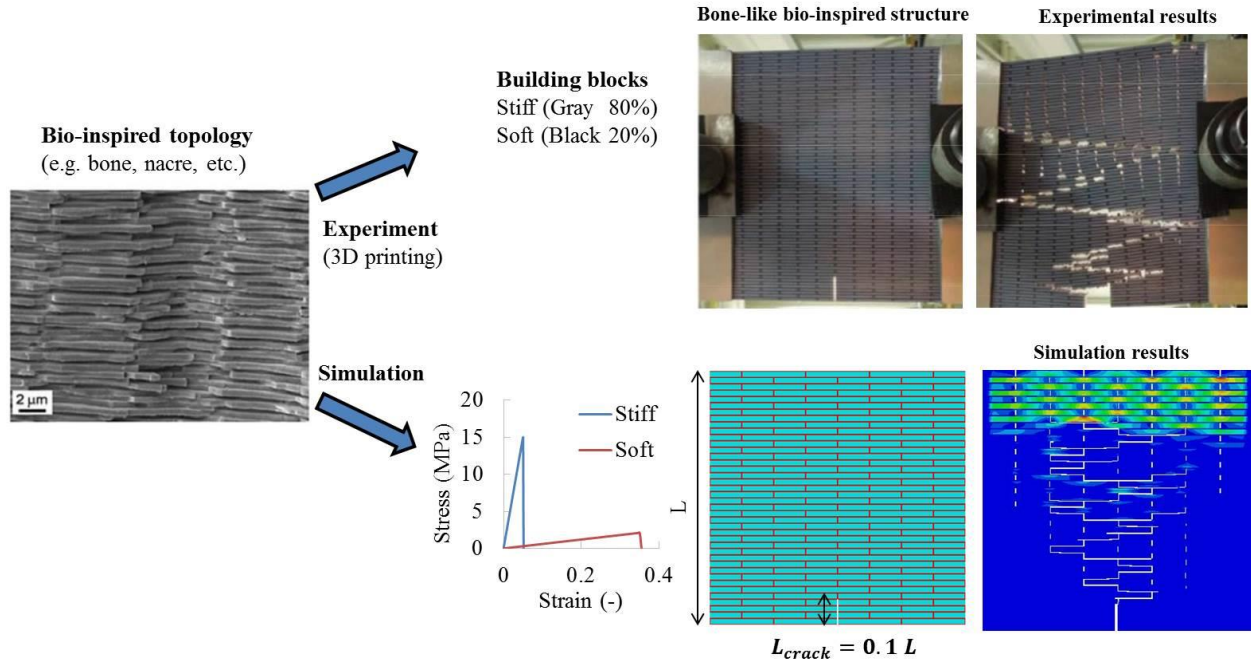 Bio-inspired topology
(e.g. bone, nacre, etc.)
2 μm
Experiment
(3D printing)
Simulation
Building blocks
Stiff (Gray 80%)
Soft (Black 20%)
Bone-like bio-inspired structure
Experimental results
Stress (MPa)
20
15
10
5
0
Stiff
Soft
0
0.2
0.4
Strain (-)
L
L_crack = 0.1 L
Simulation results